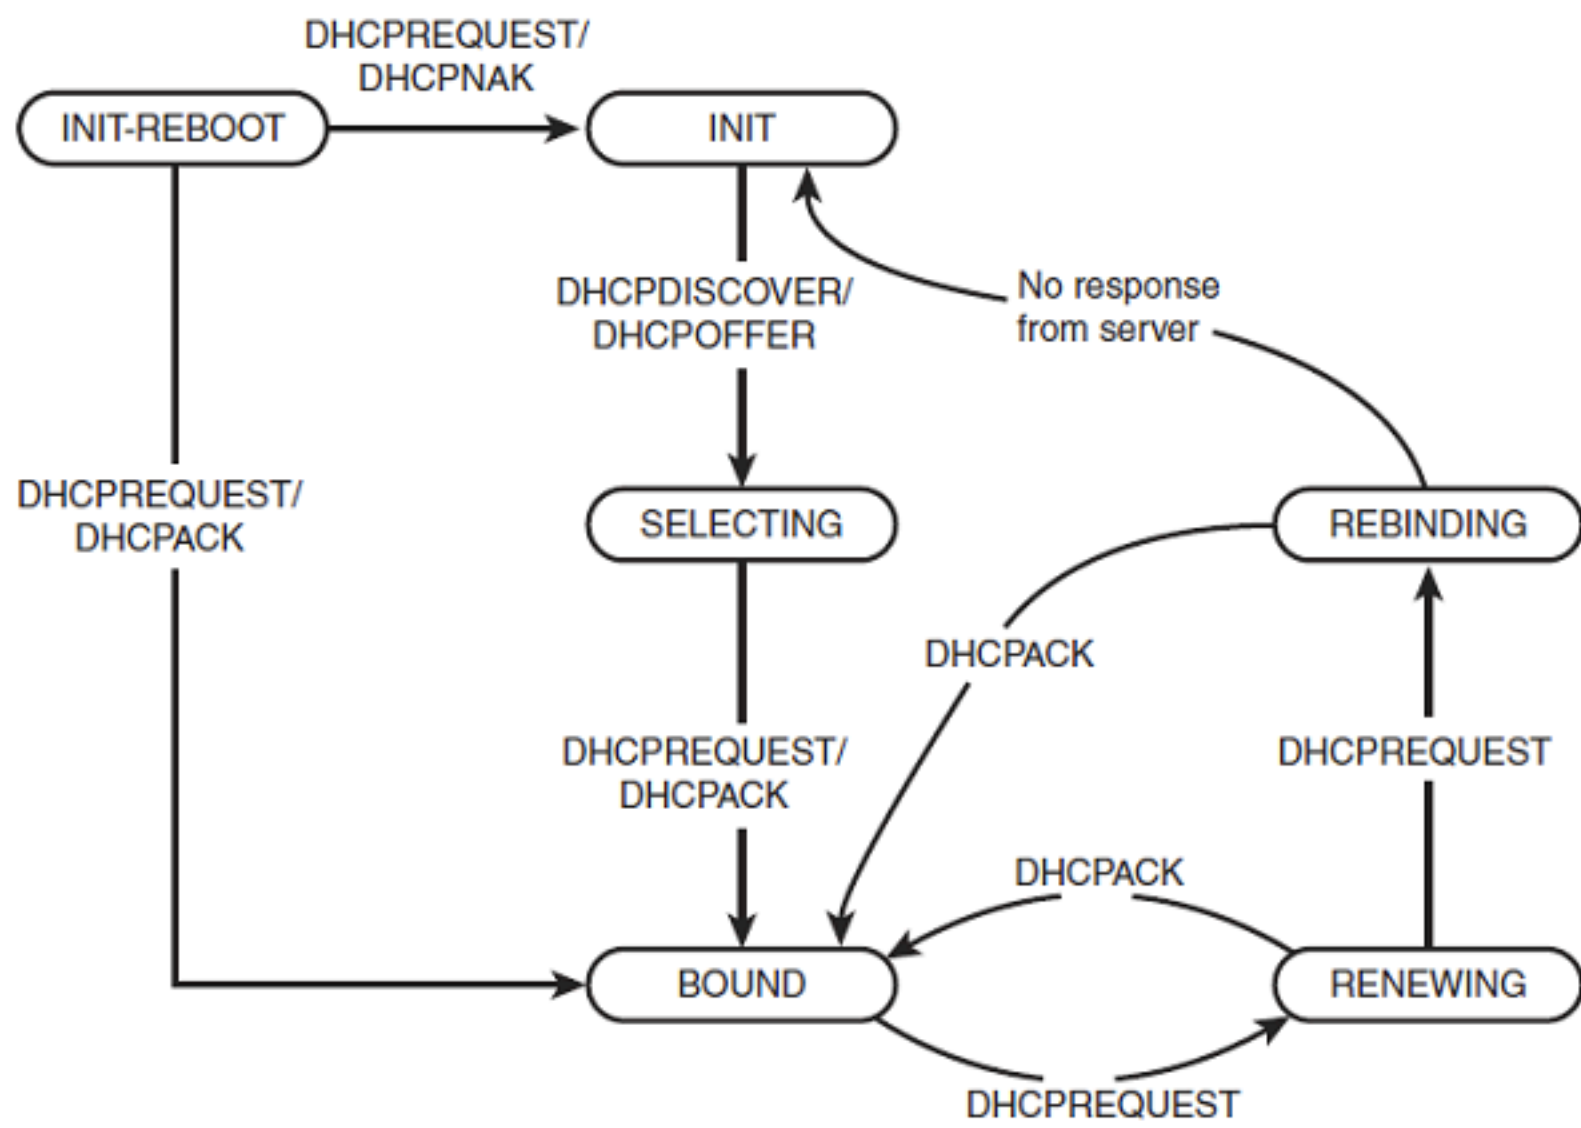 DHCPREQUEST/
DHCPNAK
INIT-REBOOT
INIT
DHCPDISCOVER/
DHCPOFFER
No response
from server
DHCPREQUEST/
DHCPACK
SELECTING
REBINDING
DHCPACK
DHCPREQUEST/
DHCPACK
DHCPREQUEST
DHCPACK
BOUND
RENEWING
DHCPREQUEST